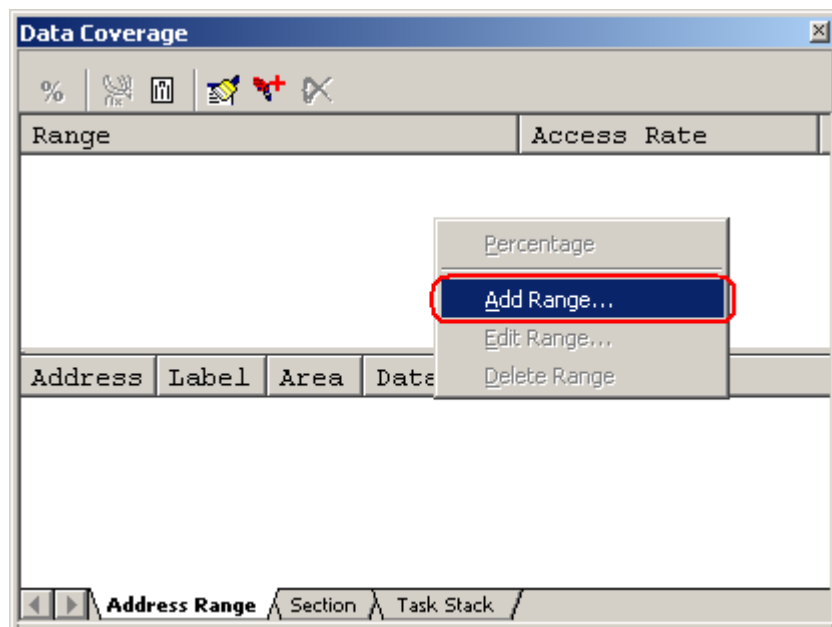 Data Coverage
%
Range Access Rate
Percentage
Add Range...
Edit Range...
Delete Range
Address Label Area Data
Address Range Section Task Stack